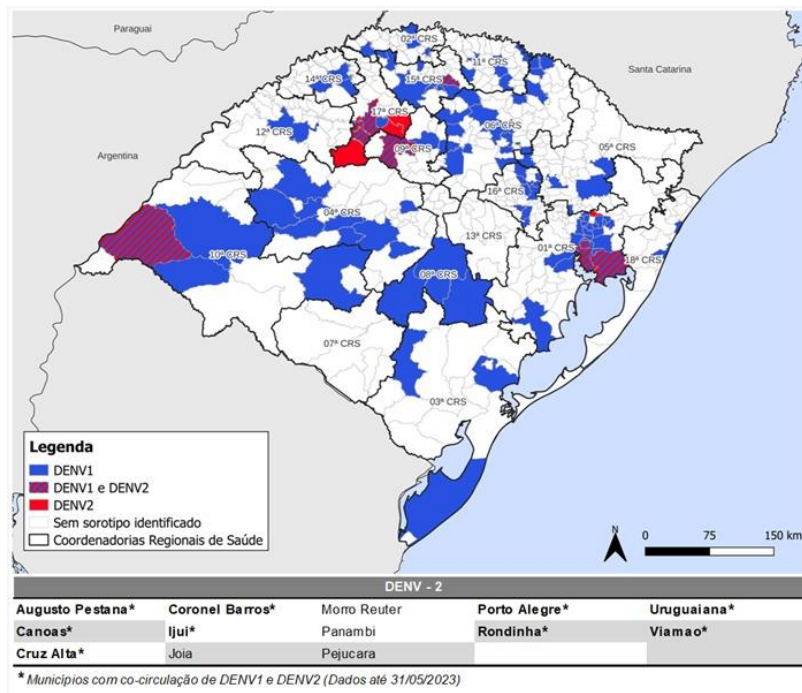 Paraguai
Santa Catarina
Argentina
02ª CRS
11ª CRS
15ª CRS
14ª CRS
17ª CRS
12ª CRS
06ª CRS
09ª CRS
05ª CRS
16ª CRS
04ª CRS
13ª CRS
01ª CRS
18ª CRS
10ª CRS
08ª CRS
07ª CRS
03ª CRS
Legenda
DENV1
DENV1 e DENV2
DENV2
Sem sorotipo identificado
Coordenadorias Regionais de Saúde
N
0 75 150 km
DENV - 2
Augusto Pestana* Coronel Barros* Morro Reuter Porto Alegre* Uruguaiana*
Canoas* Ijui* Panambi Rondinha* Viamao*
Cruz Alta* Joia Pejucara
* Municípios com co-circulação de DENV1 e DENV2 (Dados até 31/05/2023)